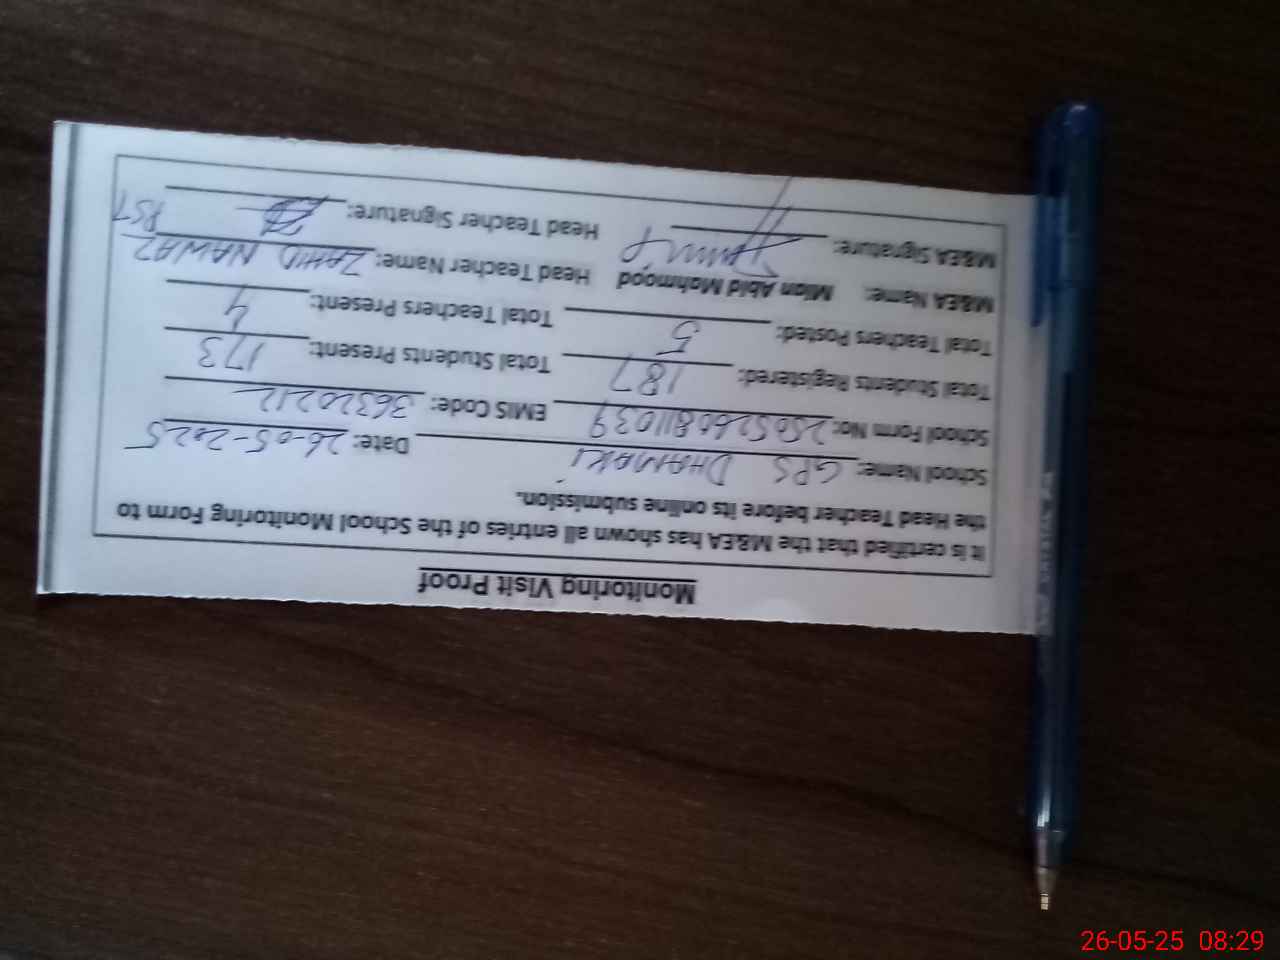 Monitoring Visit Proof
It is certified that the M&EA has shown all entries of the School Monitoring Form to
the Head Teacher before its online submission.
School Name: GPS DHAMAKI Date: 26-05-2025
School Form No: 2505260811039 EMIS Code: 36320212
Total Students Registered: 187 Total Students Present: 173
Total Teachers Posted: 5 Total Teachers Present: 4
M&EA Name: Mian Abid Mahmood Head Teacher Name: ZAHID NAWAZ
M&EA Signature: Head Teacher Signature: PST
26-05-25 08:29